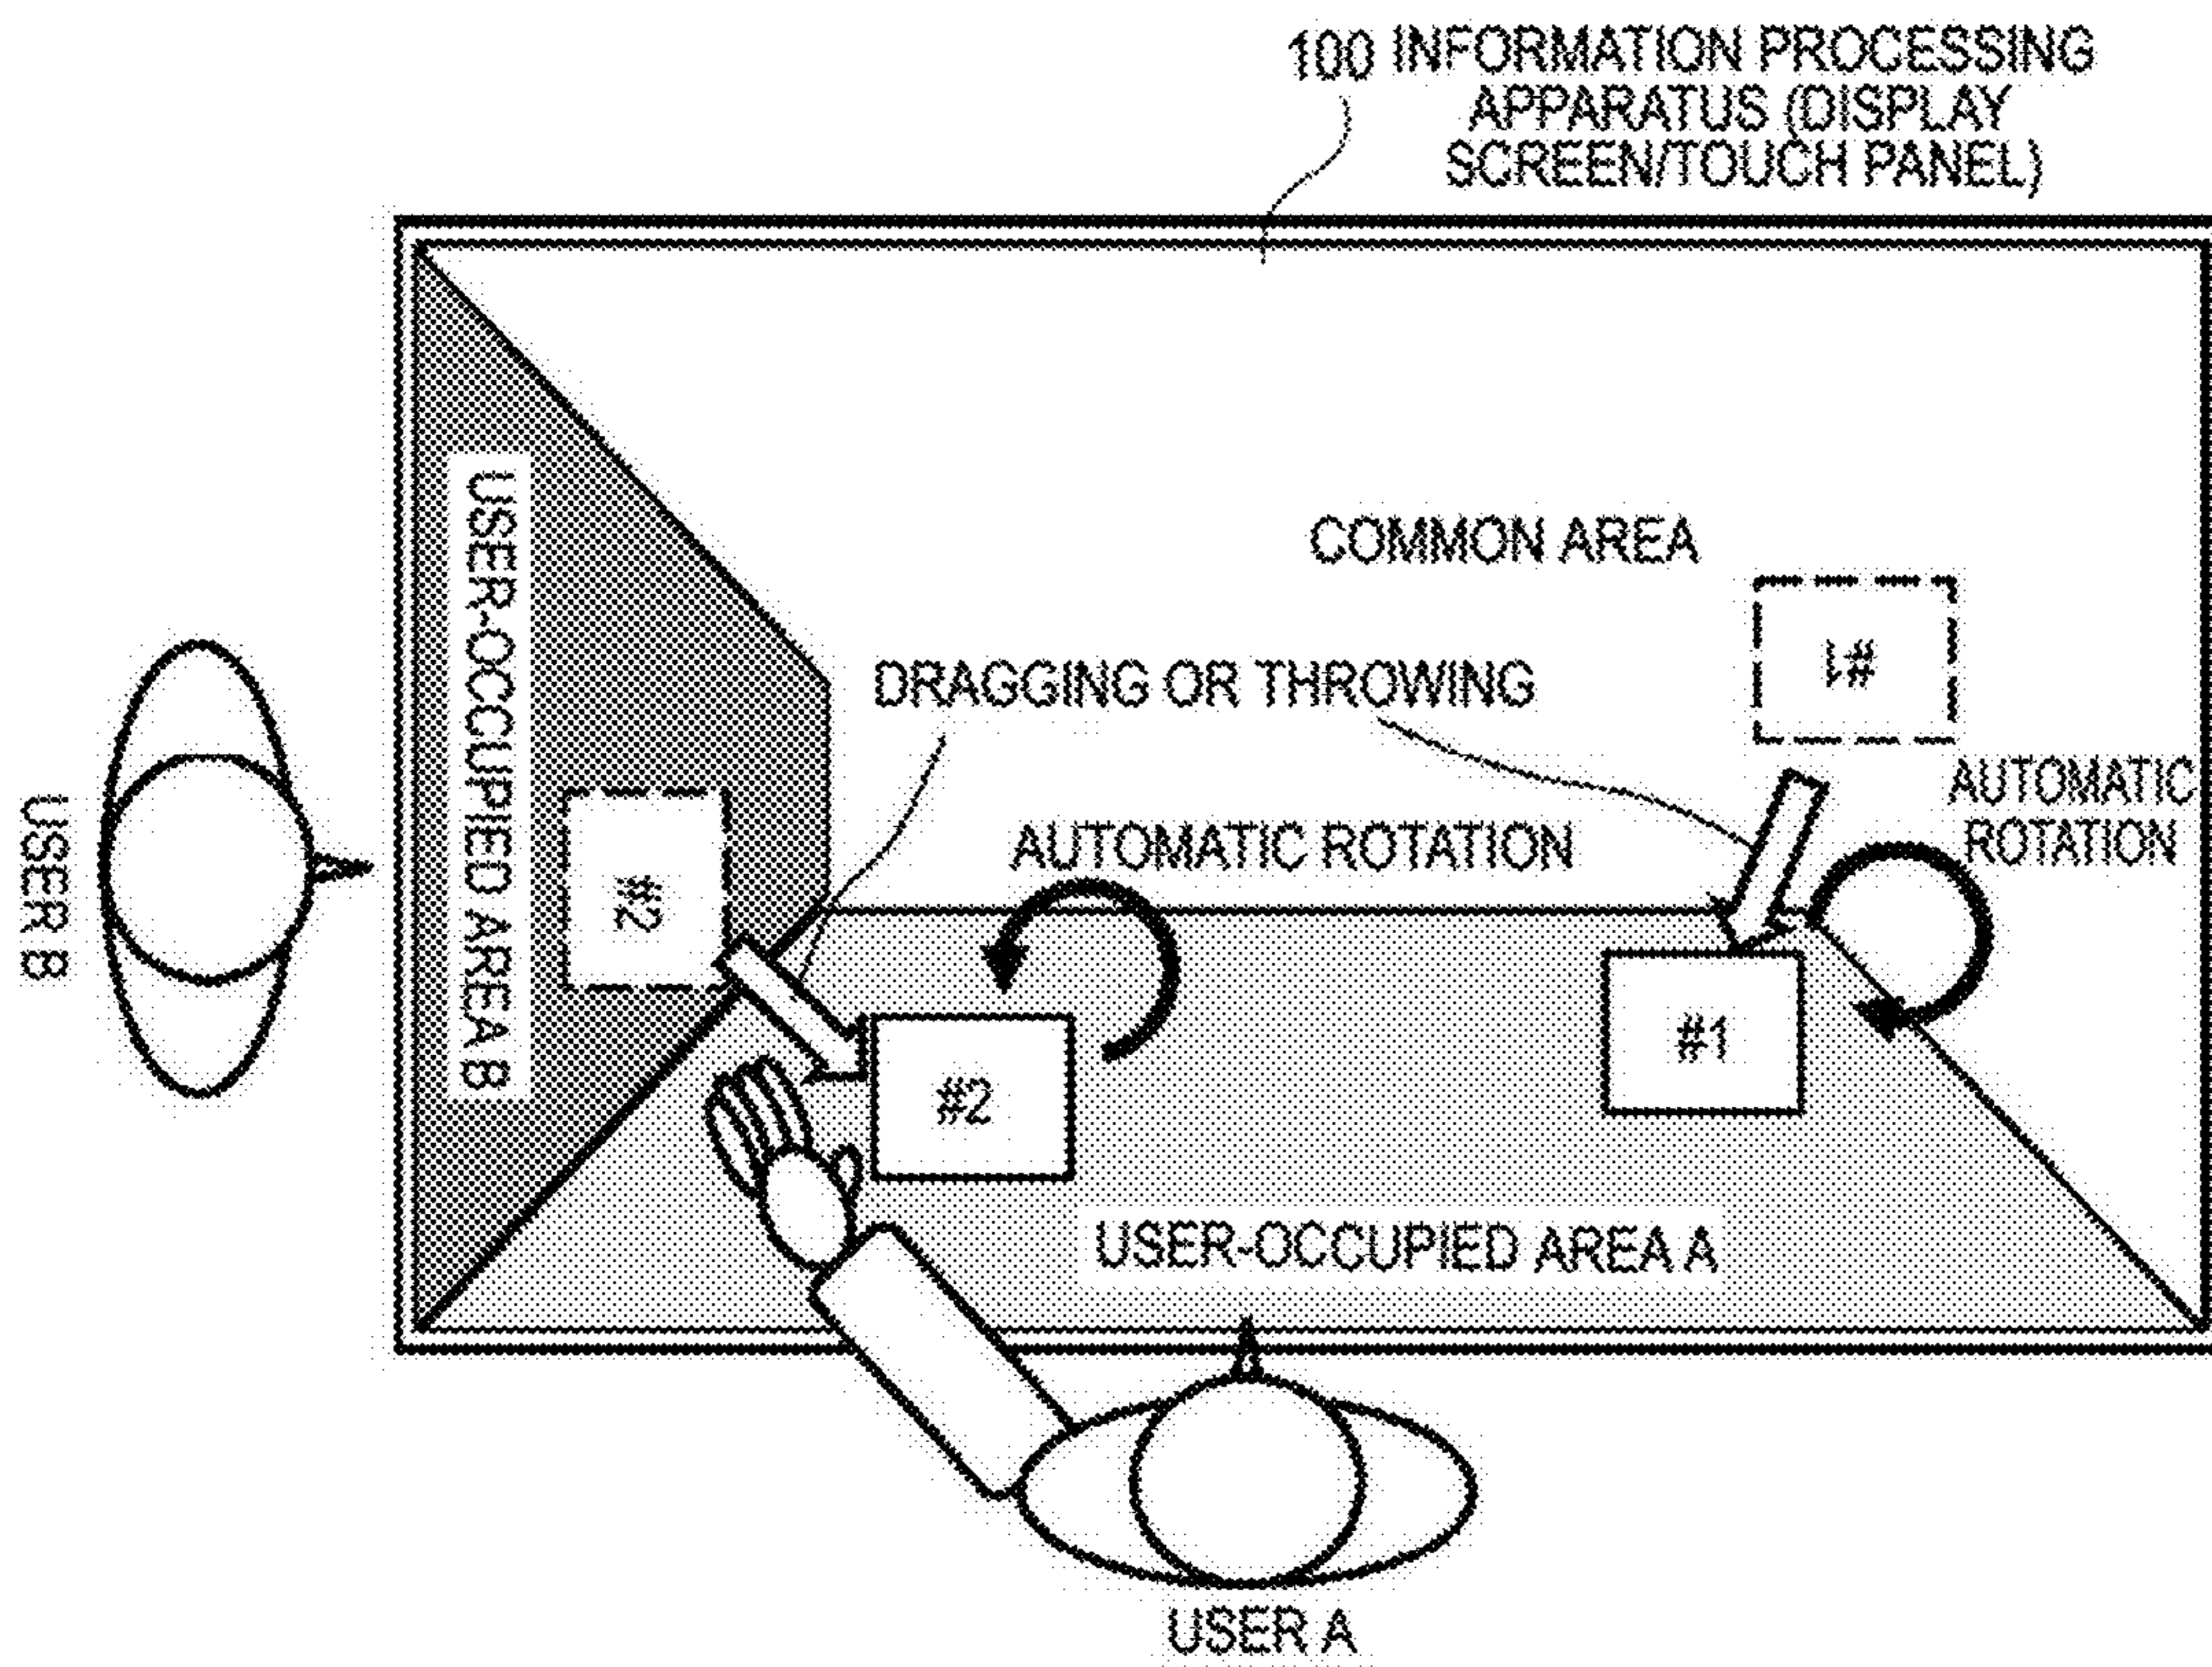 100 INFORMATION PROCESSING
APPARATUS (DISPLAY
SCREEN/TOUCH PANEL)
COMMON AREA
#1
DRAGGING OR THROWING
AUTOMATIC
ROTATION
AUTOMATIC ROTATION
USER-OCCUPIED AREA B
USER B
#2
#2
#1
USER-OCCUPIED AREA A
USER A